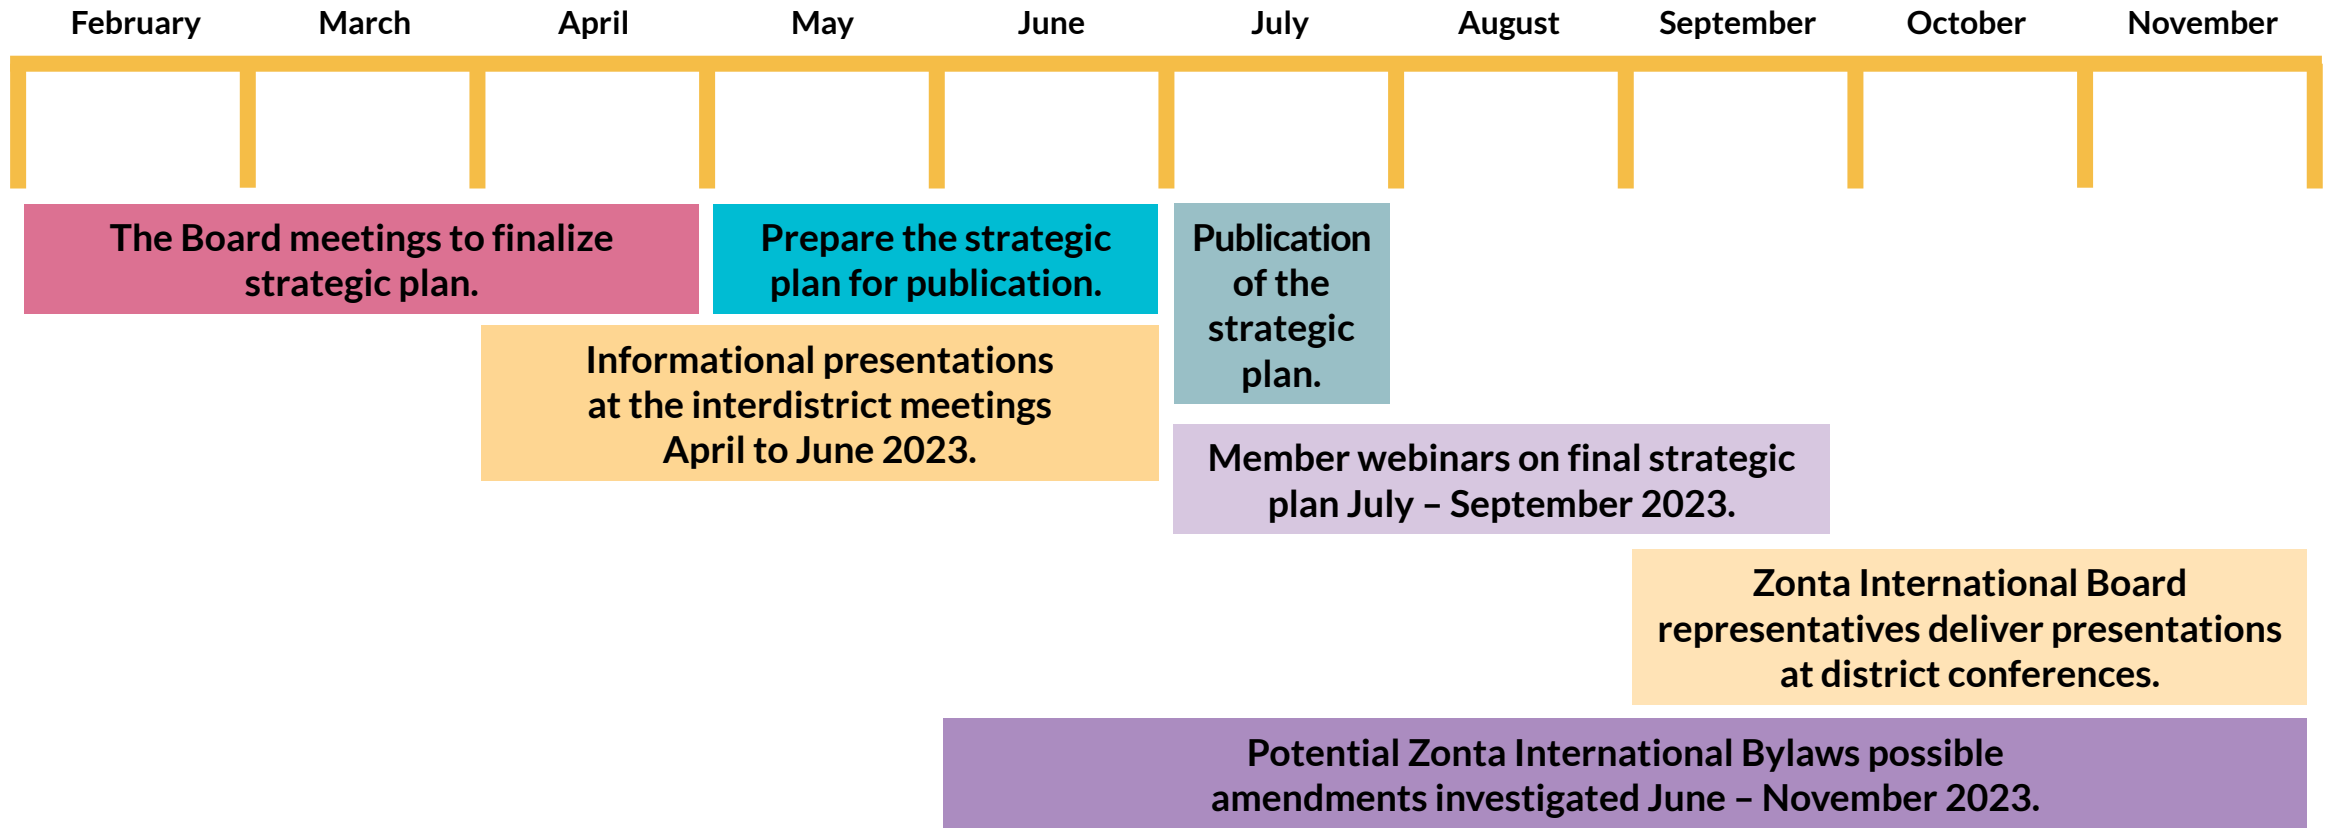 February March April May June July August September October November
The Board meetings to finalize
strategic plan.
Prepare the strategic
plan for publication.
Publication
of the
strategic
plan.
Informational presentations
at the interdistrict meetings
April to June 2023.
Member webinars on final strategic
plan July – September 2023.
Zonta International Board
representatives deliver presentations
at district conferences.
Potential Zonta International Bylaws possible
amendments investigated June – November 2023.